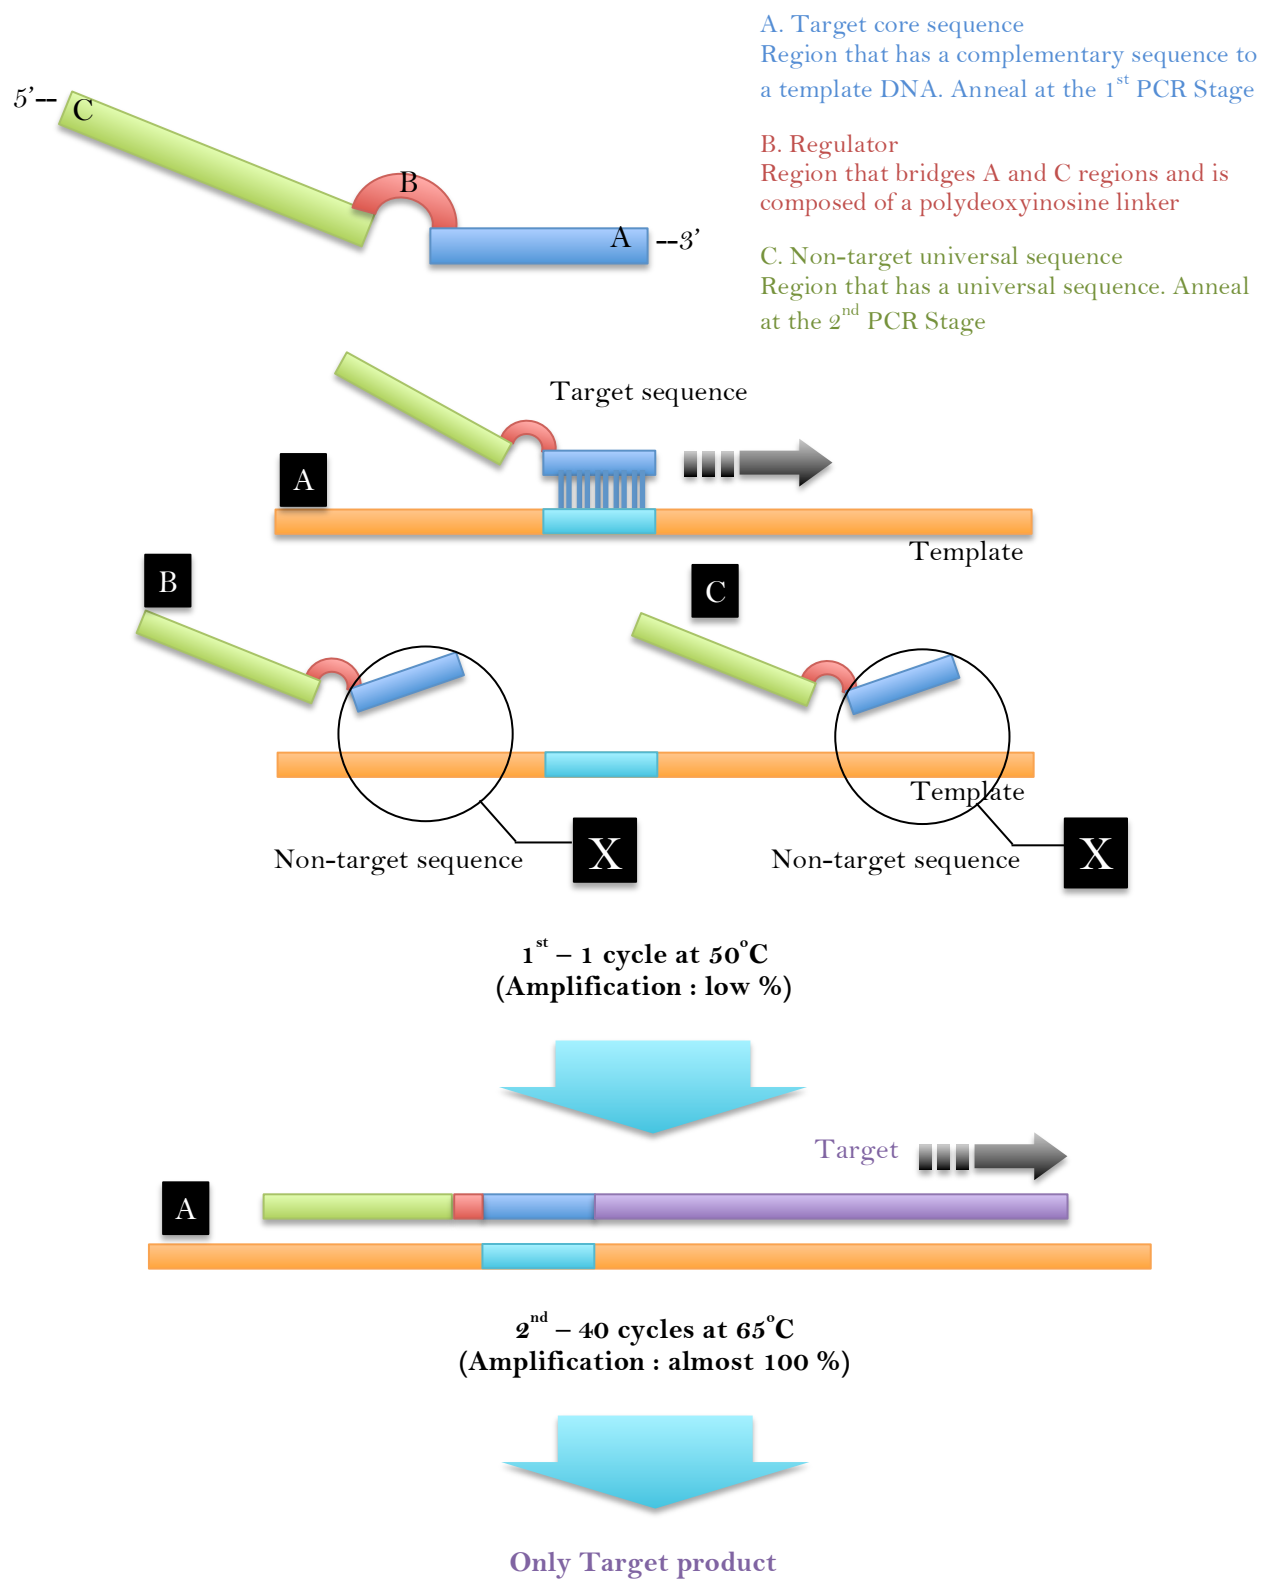 A. Target core sequence
Region that has a complementary sequence to
a template DNA. Anneal at the 1st PCR Stage
5'--
C
B
A
--3'
B. Regulator
Region that bridges A and C regions and is
composed of a polydeoxyinosine linker
C. Non-target universal sequence
Region that has a universal sequence. Anneal
at the 2nd PCR Stage
Target sequence
A
Template
B
C
Template
X
X
Non-target sequence
Non-target sequence
1st – 1 cycle at 50°C
(Amplification : low %)
Target
A
2nd – 40 cycles at 65°C
(Amplification : almost 100 %)
Only Target product